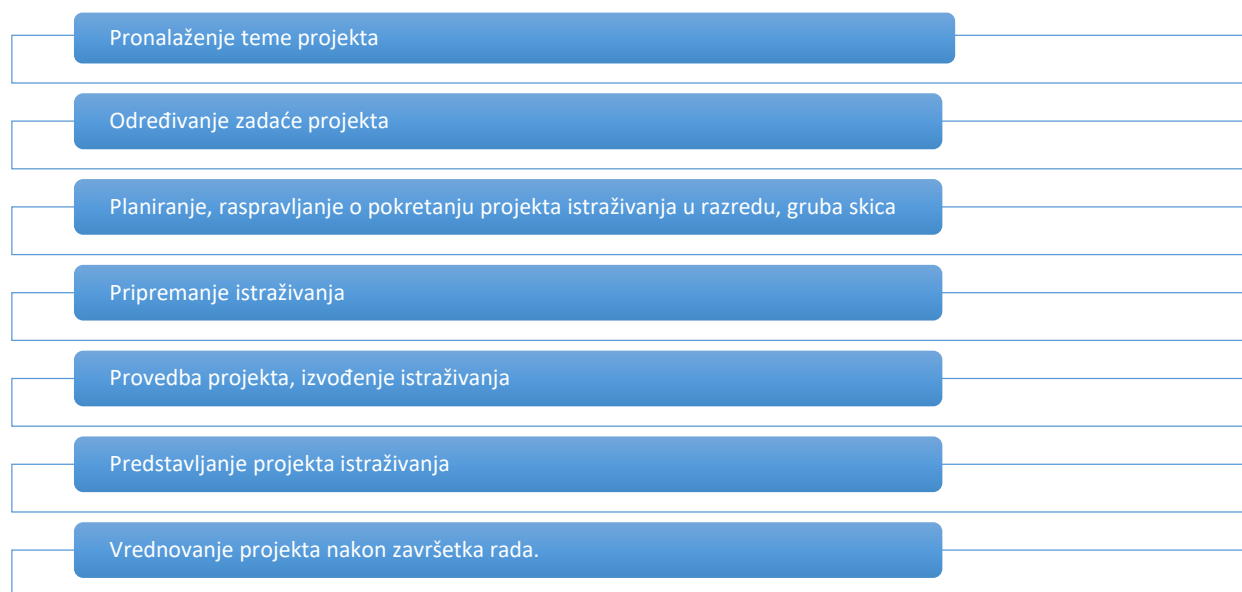 Pronalaženje teme projekta
Određivanje zadaće projekta
Planiranje, raspravljanje o pokretanju projekta istraživanja u razredu, gruba skica
Pripremanje istraživanja
Provedba projekta, izvođenje istraživanja
Predstavljanje projekta istraživanja
Vrednovanje projekta nakon završetka rada.